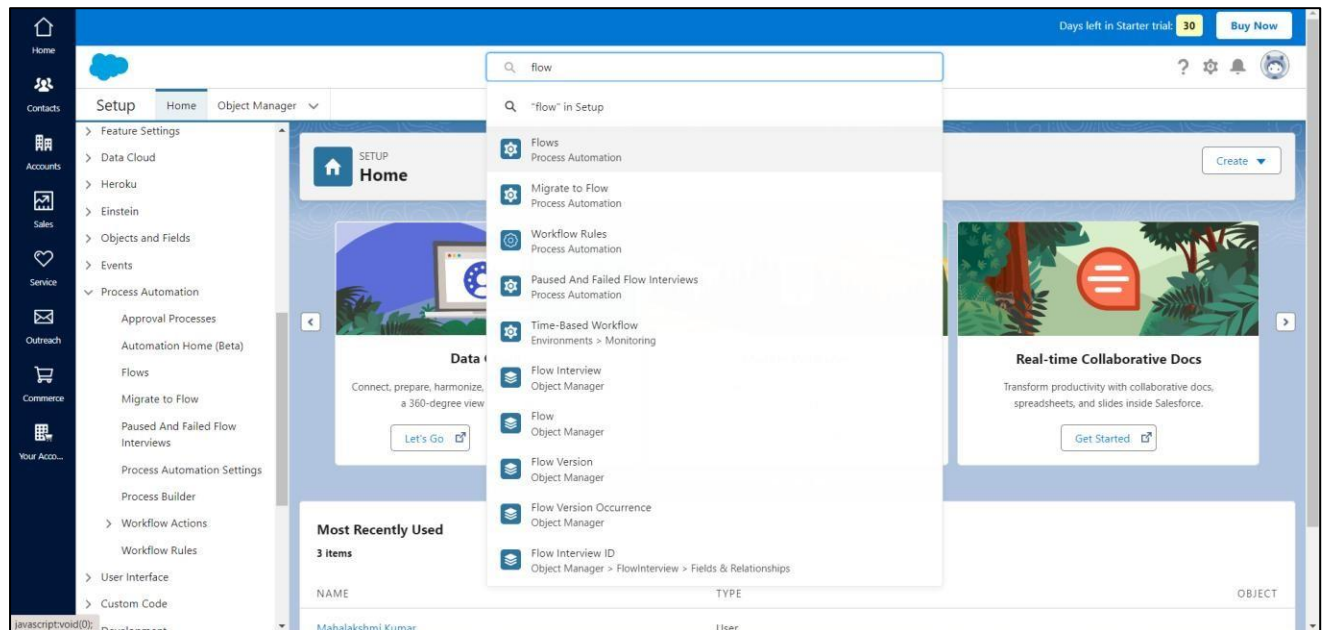 Days left in Starter trial: 30 Buy Now
Home
Contacts
Accounts
Sales
Service
Outreach
Commerce
Your Acco...
flow
Setup Home Object Manager
Feature Settings
Data Cloud
Heroku
Einstein
Objects and Fields
Events
Process Automation
Approval Processes
Automation Home (Beta)
Flows
Migrate to Flow
Paused And Failed Flow
Interviews
Process Automation Settings
Process Builder
Workflow Actions
Workflow Rules
User Interface
Custom Code
Development
javascript:void(0);
SETUP
Home
Create
"flow" in Setup
Flows
Process Automation
Migrate to Flow
Process Automation
Workflow Rules
Process Automation
Paused And Failed Flow Interviews
Process Automation
Time-Based Workflow
Environments > Monitoring
Flow Interview
Object Manager
Flow
Object Manager
Flow Version
Object Manager
Flow Version Occurrence
Object Manager
Flow Interview ID
Object Manager > FlowInterview > Fields & Relationships
Data
Connect, prepare, harmonize,
a 360-degree view
Let's Go
Real-time Collaborative Docs
Transform productivity with collaborative docs,
spreadsheets, and slides inside Salesforce.
Get Started
Most Recently Used
3 items
NAME TYPE OBJECT
Mahalakshmi Kumar User